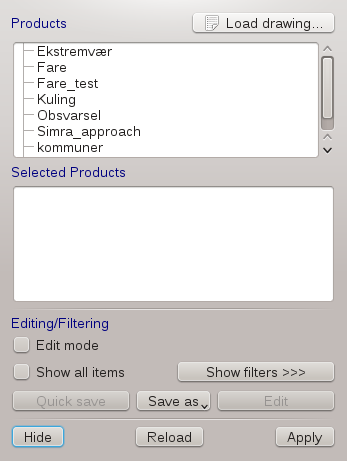 Products Load drawing...
Ekstremvær
Fare
Fare_test
Kuling
Obsvarsel
Simra_approach
kommuner
Selected Products
Editing/Filtering
Edit mode
Show all items Show filters >>>
Quick save Save as Edit
Hide Reload Apply